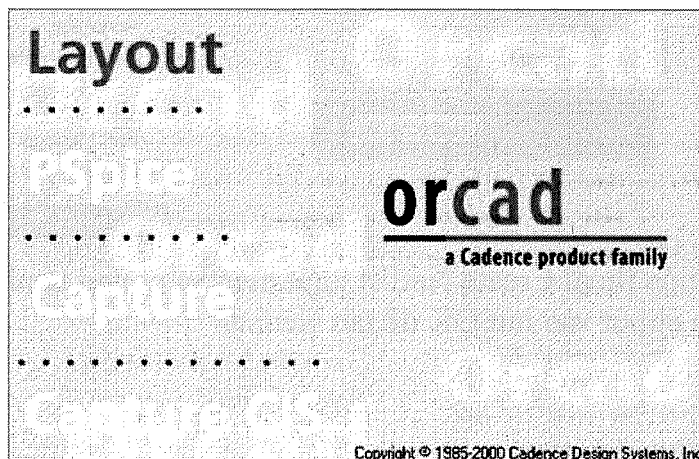 Layout
PSpice
Capture
Capture CIS
orcad
a Cadence product family
Copyright © 1985-2000 Cadence Design Systems, Inc